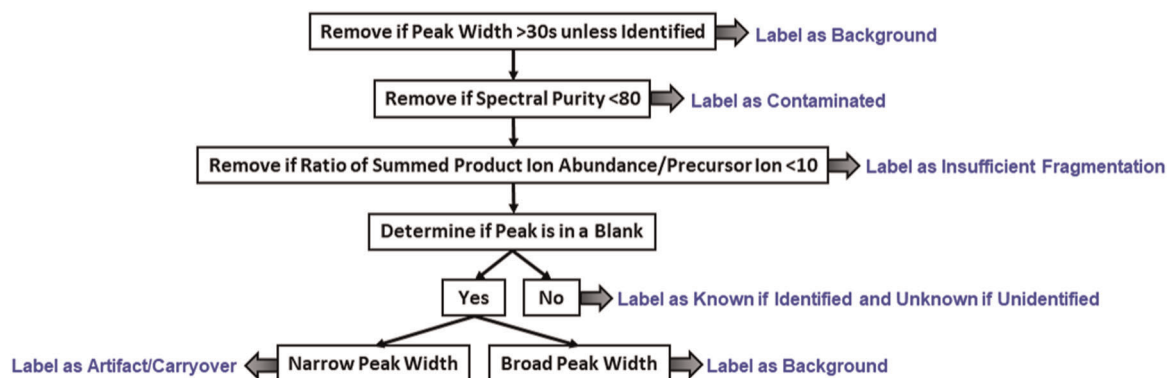 Remove if Peak Width >30s unless Identified
Label as Background
Remove if Spectral Purity <80
Label as Contaminated
Remove if Ratio of Summed Product Ion Abundance/Precursor Ion <10
Label as Insufficient Fragmentation
Determine if Peak is in a Blank
Yes
No
Label as Known if Identified and Unknown if Unidentified
Label as Artifact/Carryover
Narrow Peak Width
Broad Peak Width
Label as Background